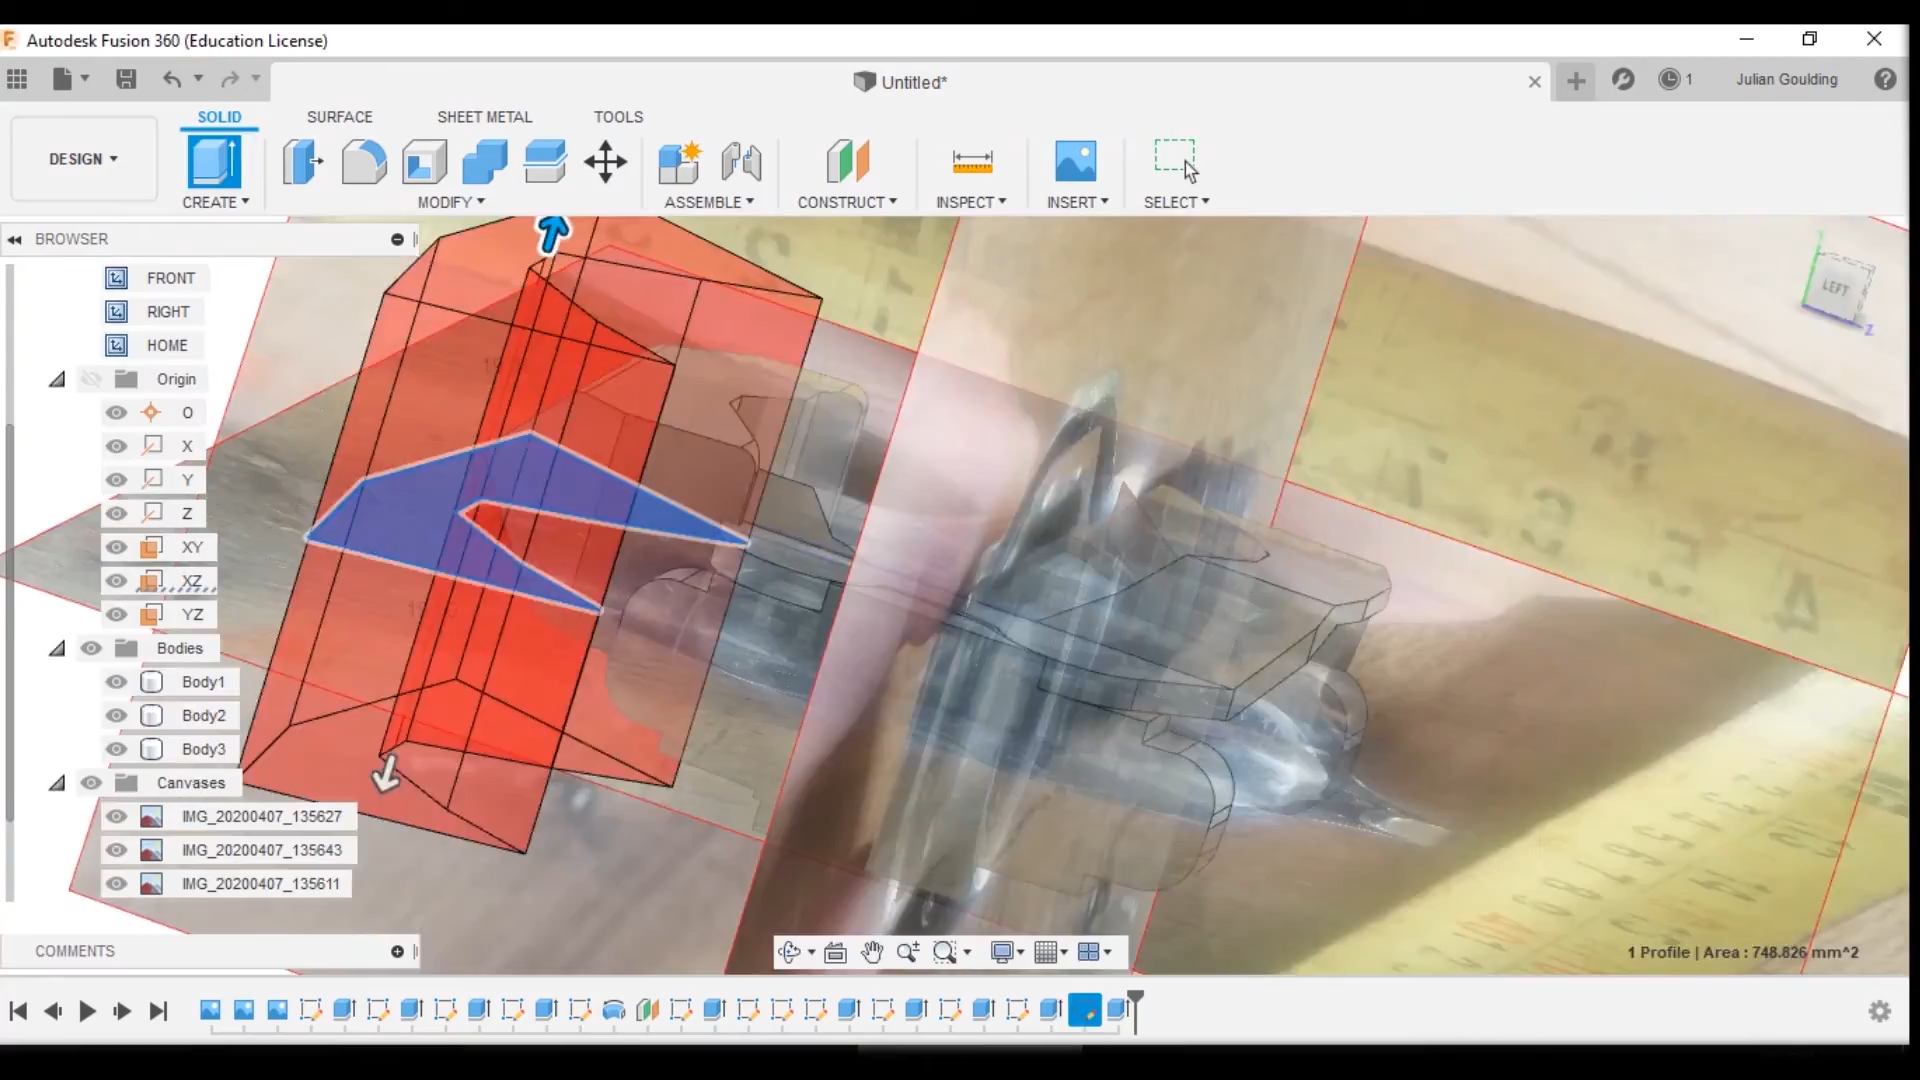 Autodesk Fusion 360 (Education License)
Untitled*
1
Julian Goulding
SOLID
SURFACE
SHEET METAL
TOOLS
DESIGN
CREATE
MODIFY
ASSEMBLE
CONSTRUCT
INSPECT
INSERT
SELECT
BROWSER
FRONT
RIGHT
HOME
Origin
O
X
Y
Z
XY
XZ
YZ
Bodies
Body1
Body2
Body3
Canvases
IMG_20200407_135627
IMG_20200407_135643
IMG_20200407_135611
LEFT
Z
COMMENTS
1 Profile | Area : 748.826 mm^2